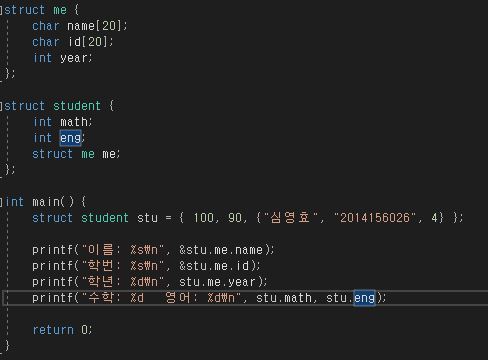 struct me {
char name[20];
char id[20];
int year;
};
struct student {
int math;
int eng;
struct me me;
};
int main() {
struct student stu = { 100, 90, {"심영효", "2014156026", 4} };
printf("이름: %s₩n", &stu.me.name);
printf("학번: %s₩n", &stu.me.id);
printf("학년: %d₩n", stu.me.year);
printf("수학: %d   영어: %d₩n", stu.math, stu.eng);
return 0;
}